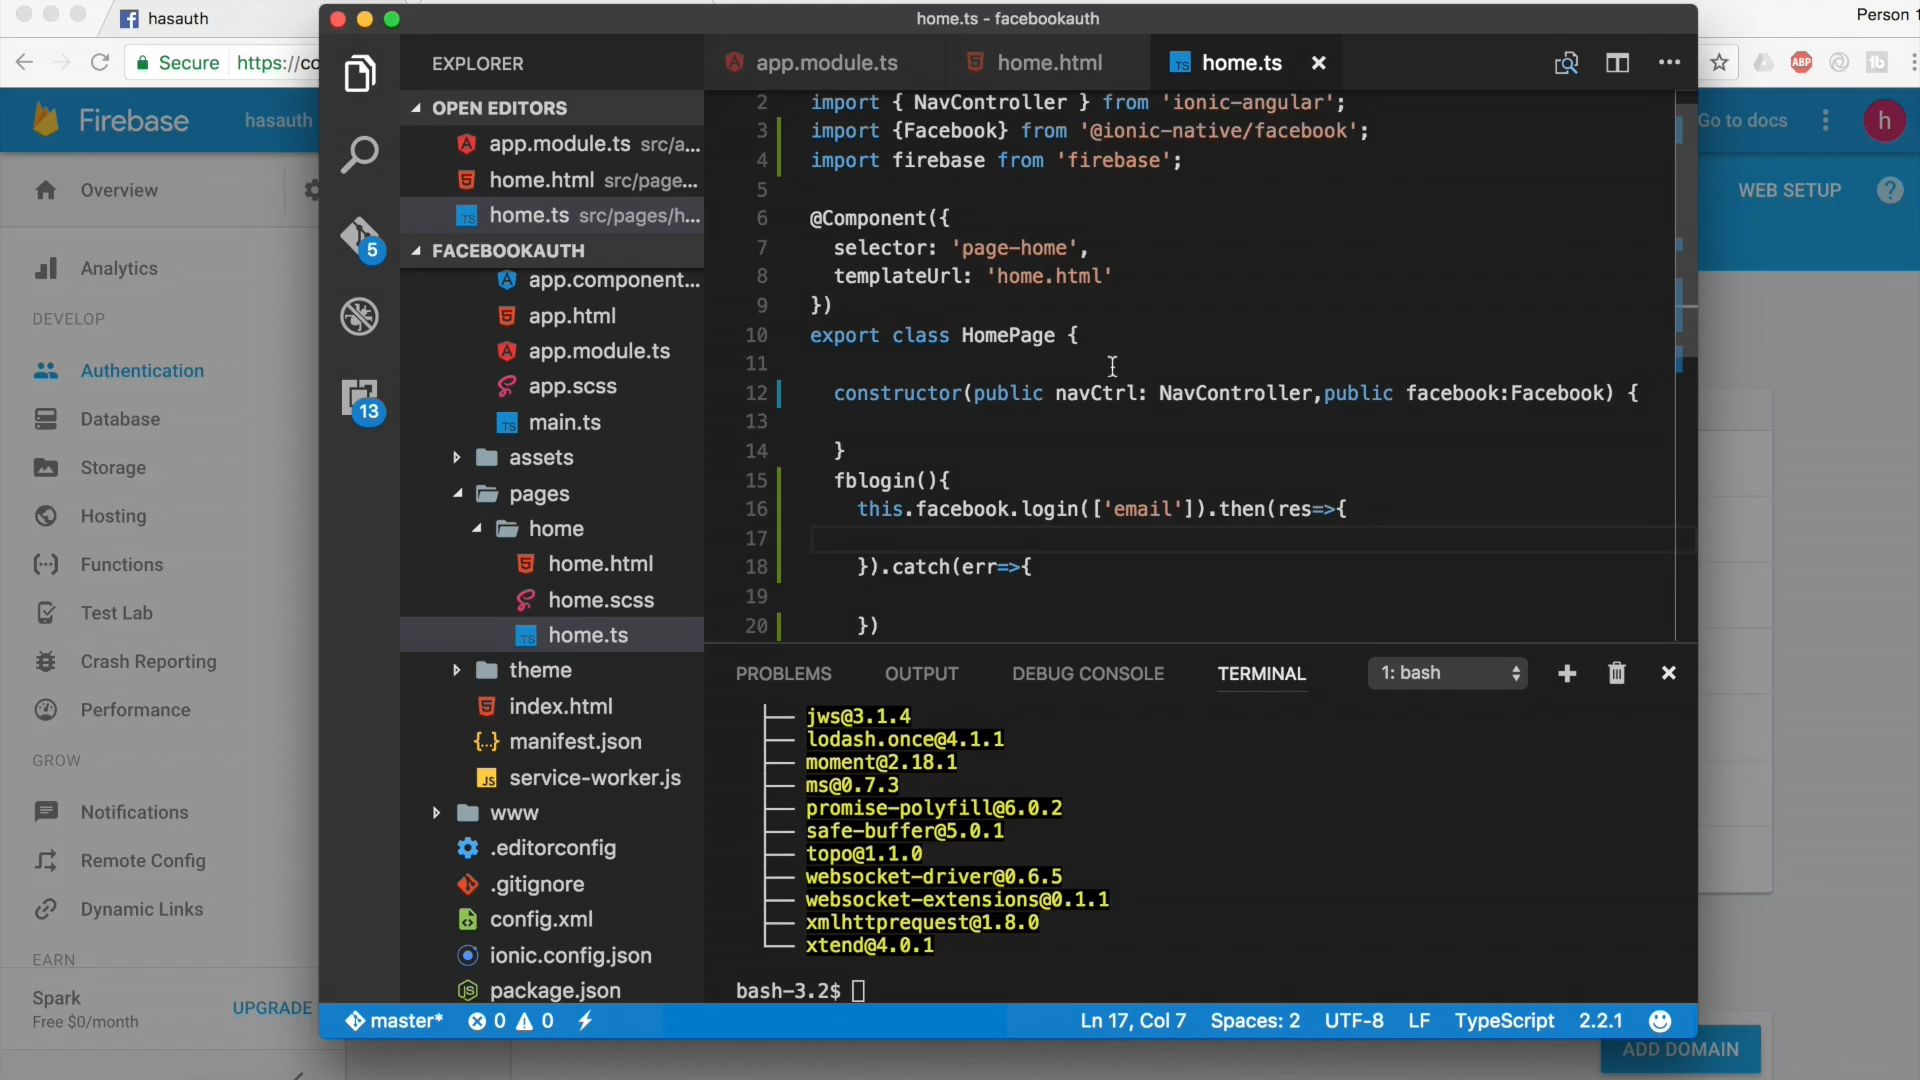 hasauth
home.ts - facebookauth
Person 1
Secure
https://co
EXPLORER
app.module.ts
home.html
TS home.ts
ABP
OPEN EDITORS
app.module.ts src/a...
home.html src/page...
TS home.ts src/pages/h...
FACEBOOKAUTH
app.component...
app.html
app.module.ts
app.scss
TS main.ts
assets
pages
home
home.html
home.scss
TS home.ts
theme
index.html
{..} manifest.json
JS service-worker.js
www
.editorconfig
.gitignore
config.xml
ionic.config.json
package.json
5
13
Firebase
hasauth
Go to docs
h
Overview
WEB SETUP
?
Analytics
DEVELOP
Authentication
Database
Storage
Hosting
Functions
Test Lab
Crash Reporting
Performance
GROW
Notifications
Remote Config
Dynamic Links
EARN
Spark
Free $0/month
UPGRADE
2 import { NavController } from 'ionic-angular';
3 import {Facebook} from '@ionic-native/facebook';
4 import firebase from 'firebase';
5
6 @Component({
7 selector: 'page-home',
8 templateUrl: 'home.html'
9 })
10 export class HomePage {
11
12 constructor(public navCtrl: NavController,public facebook:Facebook) {
13
14 }
15 fblogin(){
16 this.facebook.login(['email']).then(res=>{
17
18 }).catch(err=>{
19
20 })
PROBLEMS OUTPUT DEBUG CONSOLE TERMINAL 1: bash
jws@3.1.4
lodash.once@4.1.1
moment@2.18.1
ms@0.7.3
promise-polyfill@6.0.2
safe-buffer@5.0.1
topo@1.1.0
websocket-driver@0.6.5
websocket-extensions@0.1.1
xmlhttprequest@1.8.0
xtend@4.0.1
bash-3.2$
master* 0 0 Ln 17, Col 7 Spaces: 2 UTF-8 LF TypeScript 2.2.1
ADD DOMAIN